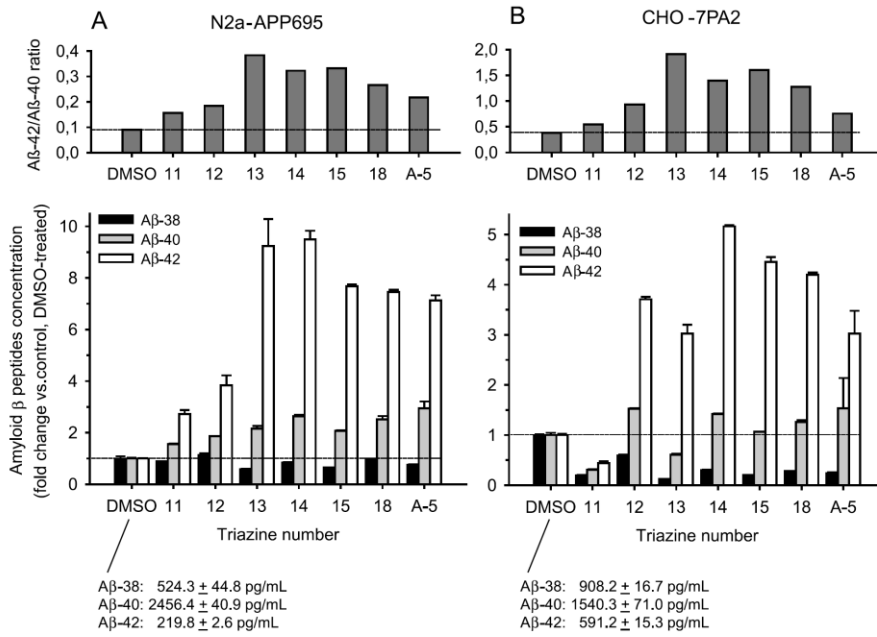 A
N2a-APP695
Aß-42/Aß-40 ratio
0,4
0,3
0,2
0,1
0,0
DMSO 11 12 13 14 15 18 A-5
Amyloid β peptides concentration
(fold change vs.control, DMSO-treated)
10
8
6
4
2
0
Aβ-38
Aβ-40
Aβ-42
DMSO 11 12 13 14 15 18 A-5
Triazine number
Aβ-38: 524.3 ± 44.8 pg/mL
Aβ-40: 2456.4 ± 40.9 pg/mL
Aβ-42: 219.8 ± 2.6 pg/mL
B
CHO -7PA2
2,0
1,5
1,0
0,5
0,0
DMSO 11 12 13 14 15 18 A-5
5
4
3
2
1
0
Aβ-38
Aβ-40
Aβ-42
DMSO 11 12 13 14 15 18 A-5
Triazine number
Aβ-38: 908.2 ± 16.7 pg/mL
Aβ-40: 1540.3 ± 71.0 pg/mL
Aβ-42: 591.2 ± 15.3 pg/mL